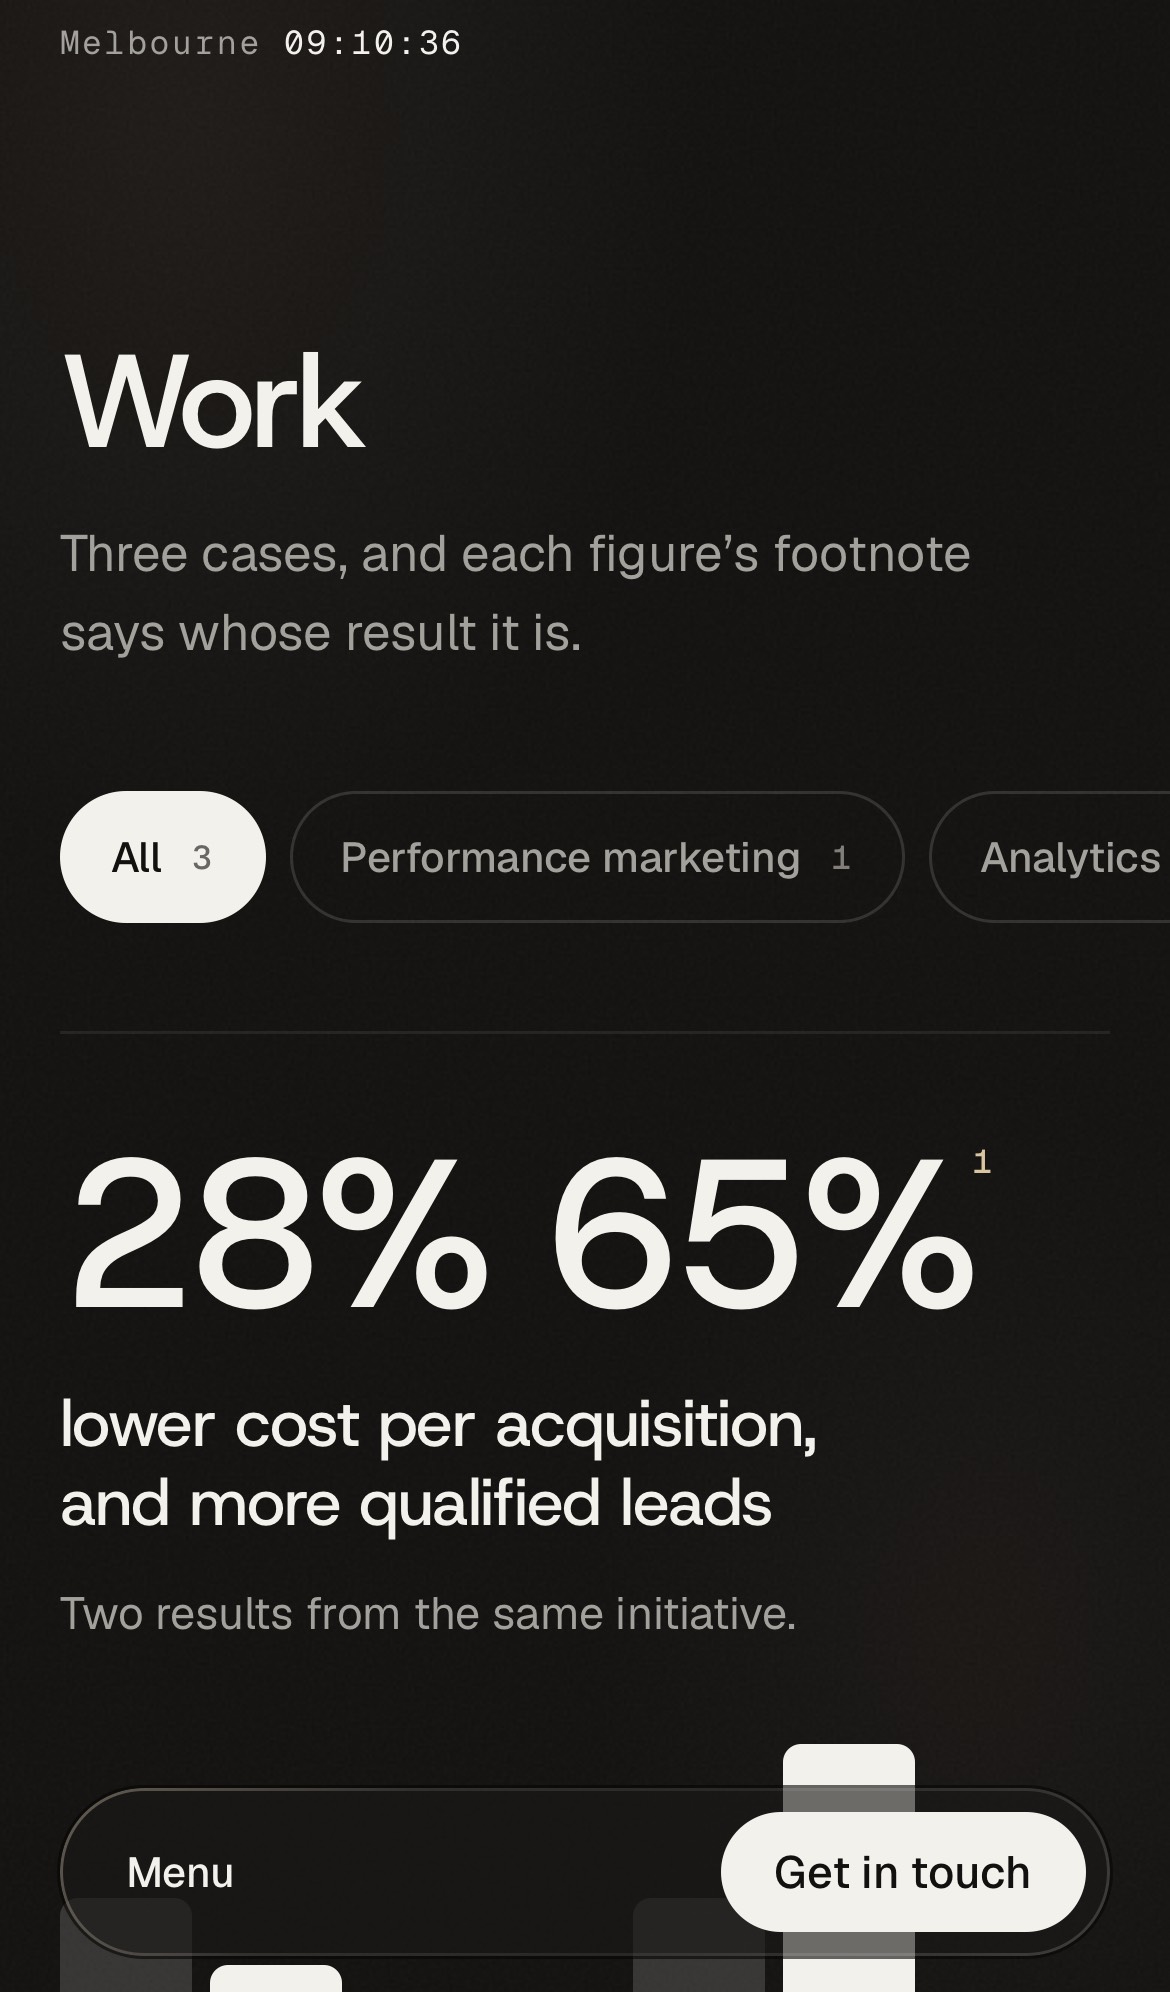 Melbourne 09:10:36
Work
Three cases, and each figure’s footnote
says whose result it is.
All 3
Performance marketing 1
Analytics
28% 65% 1
lower cost per acquisition,
and more qualified leads
Two results from the same initiative.
Menu
Get in touch